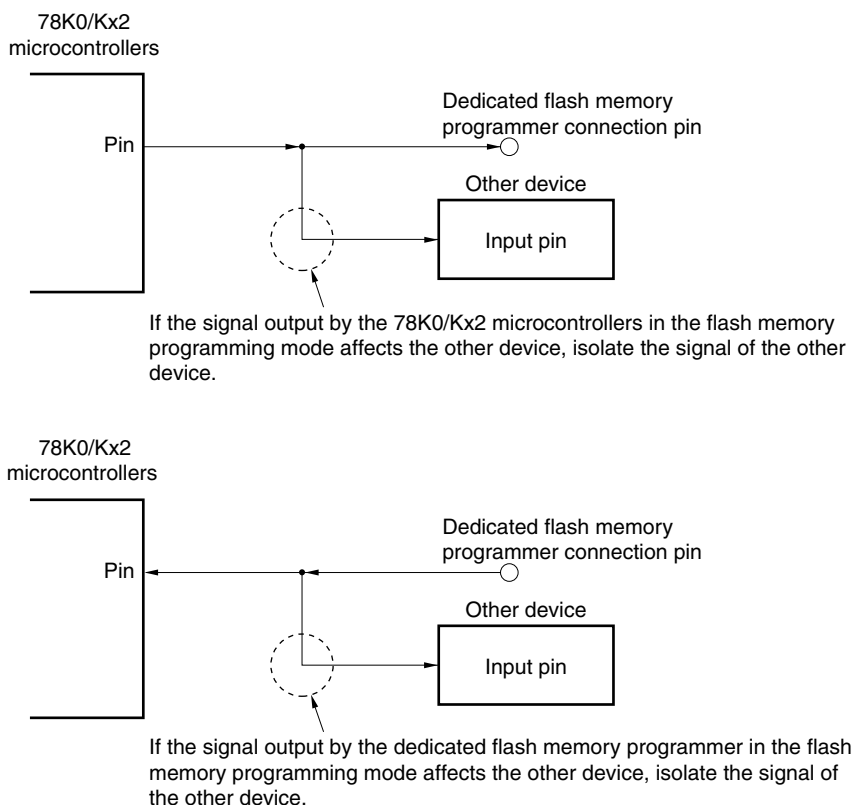 78K0/Kx2
microcontrollers
Pin
Dedicated flash memory
programmer connection pin
Other device
Input pin
If the signal output by the 78K0/Kx2 microcontrollers in the flash memory
programming mode affects the other device, isolate the signal of the other
device.
78K0/Kx2
microcontrollers
Pin
Dedicated flash memory
programmer connection pin
Other device
Input pin
If the signal output by the dedicated flash memory programmer in the flash
memory programming mode affects the other device, isolate the signal of
the other device.